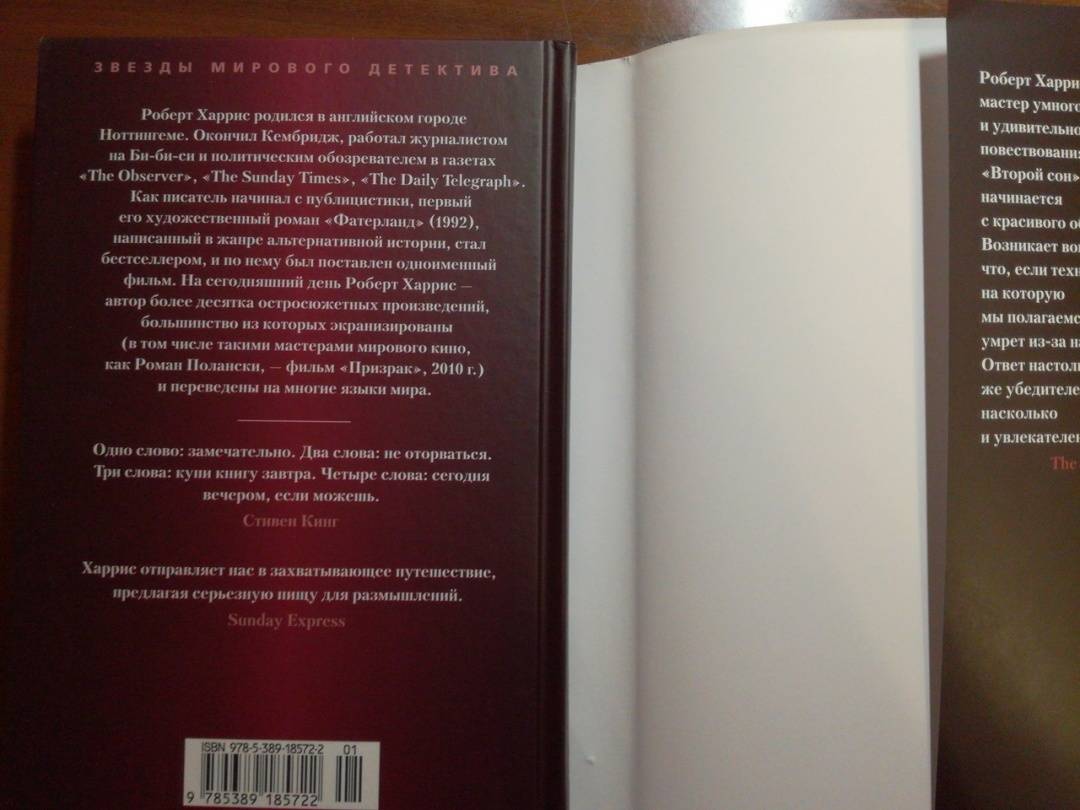 ЗВЕЗДЫ МИРОВОГО ДЕТЕКТИВА
Роберт Харрис родился в английском городе
Ноттингеме. Окончил Кембридж, работал журналистом
на Би-би-си и политическим обозревателем в газетах
«The Observer», «The Sunday Times», «The Daily Telegraph».
Как писатель начинал с публицистики, первый
его художественный роман «Фатерланд» (1992),
написанный в жанре альтернативной истории, стал
бестселлером, и по нему был поставлен одноименный
фильм. На сегодняшний день Роберт Харрис —
автор более десятка остросюжетных произведений,
большинство из которых экранизированы
(в том числе такими мастерами мирового кино,
как Роман Полански, — фильм «Призрак», 2010 г.)
и переведены на многие языки мира.
Одно слово: замечательно. Два слова: не оторваться.
Три слова: купи книгу завтра. Четыре слова: сегодня
вечером, если можешь.
Стивен Кинг
Харрис отправляет нас в захватывающее путешествие,
предлагая серьезную пищу для размышлений.
Sunday Express
ISBN 978-5-389-18572-2 01
9 785389 185722
Роберт
мастер умного
и
повествования
«Второй сон»
начинается
с красивого
Возникает
что, если
на которую
мы
умрет из-за
Ответ
же
насколько
и
The